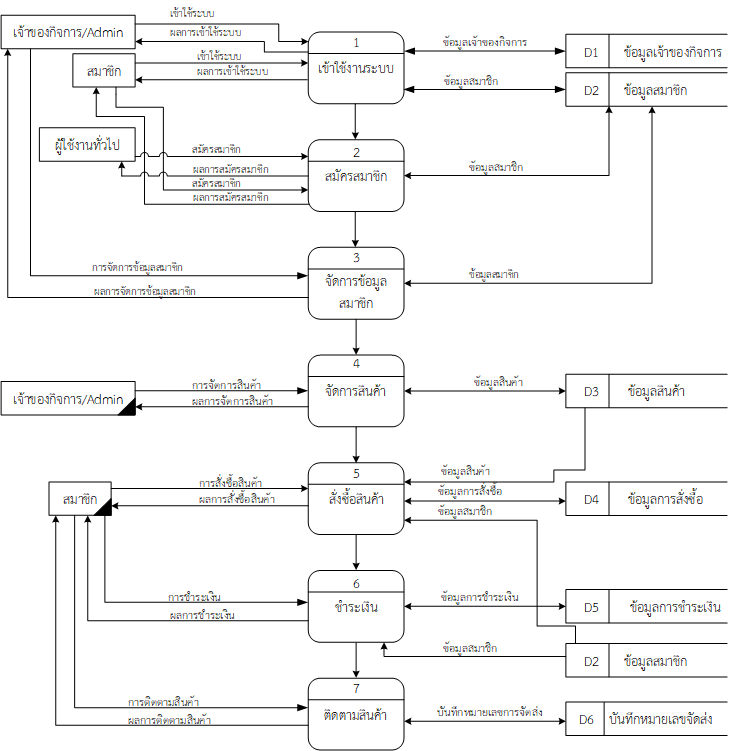 เข้าใช้ระบบ
เจ้าของกิจการ/Admin
ผลการเข้าใช้ระบบ
1
เข้าใช้งานระบบ
ข้อมูลเจ้าของกิจการ
D1 ข้อมูลเจ้าของกิจการ
เข้าใช้ระบบ
สมาชิก
ผลการเข้าใช้ระบบ
ข้อมูลสมาชิก
D2 ข้อมูลสมาชิก
ผู้ใช้งานทั่วไป
สมัครสมาชิก
ผลการสมัครสมาชิก
สมัครสมาชิก
ผลการสมัครสมาชิก
2
สมัครสมาชิก
ข้อมูลสมาชิก
3
จัดการข้อมูล
สมาชิก
การจัดการข้อมูลสมาชิก
ผลการจัดการข้อมูลสมาชิก
ข้อมูลสมาชิก
4
จัดการสินค้า
เจ้าของกิจการ/Admin
การจัดการสินค้า
ผลการจัดการสินค้า
ข้อมูลสินค้า
D3 ข้อมูลสินค้า
5
สั่งซื้อสินค้า
สมาชิก
การสั่งซื้อสินค้า
ผลการสั่งซื้อสินค้า
ข้อมูลสินค้า
ข้อมูลการสั่งซื้อ
ข้อมูลสมาชิก
D4 ข้อมูลการสั่งซื้อ
6
ชำระเงิน
การชำระเงิน
ผลการชำระเงิน
ข้อมูลการชำระเงิน
D5 ข้อมูลการชำระเงิน
ข้อมูลสมาชิก
D2 ข้อมูลสมาชิก
7
ติดตามสินค้า
การติดตามสินค้า
ผลการติดตามสินค้า
บันทึกหมายเลขการจัดส่ง
D6 บันทึกหมายเลขจัดส่ง